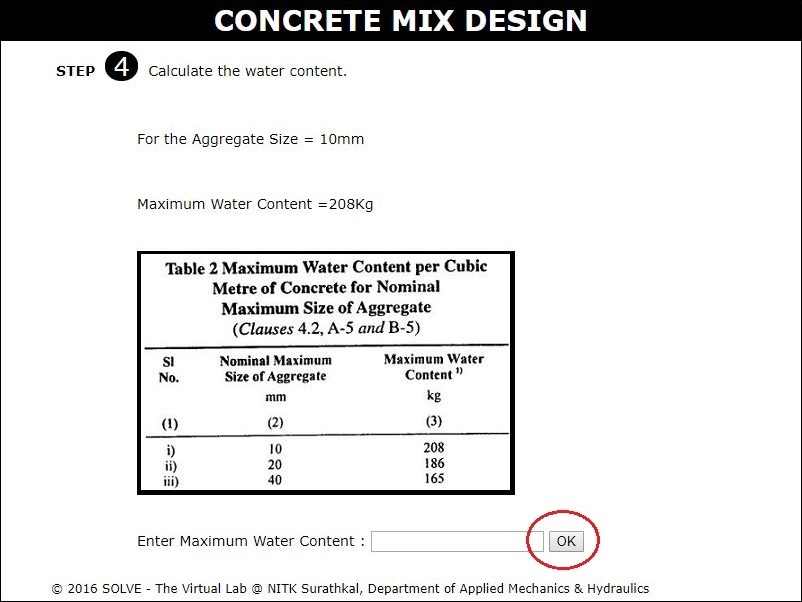 CONCRETE MIX DESIGN
STEP 4 Calculate the water content.
For the Aggregate Size = 10mm
Maximum Water Content =208Kg
Table 2 Maximum Water Content per Cubic
Metre of Concrete for Nominal
Maximum Size of Aggregate
(Clauses 4.2, A-5 and B-5)
Sl Nominal Maximum Maximum Water
No. Size of Aggregate Content 1)
mm kg
(1) (2) (3)
i) 10 208
ii) 20 186
iii) 40 165
Enter Maximum Water Content : OK
© 2016 SOLVE - The Virtual Lab @ NITK Surathkal, Department of Applied Mechanics & Hydraulics